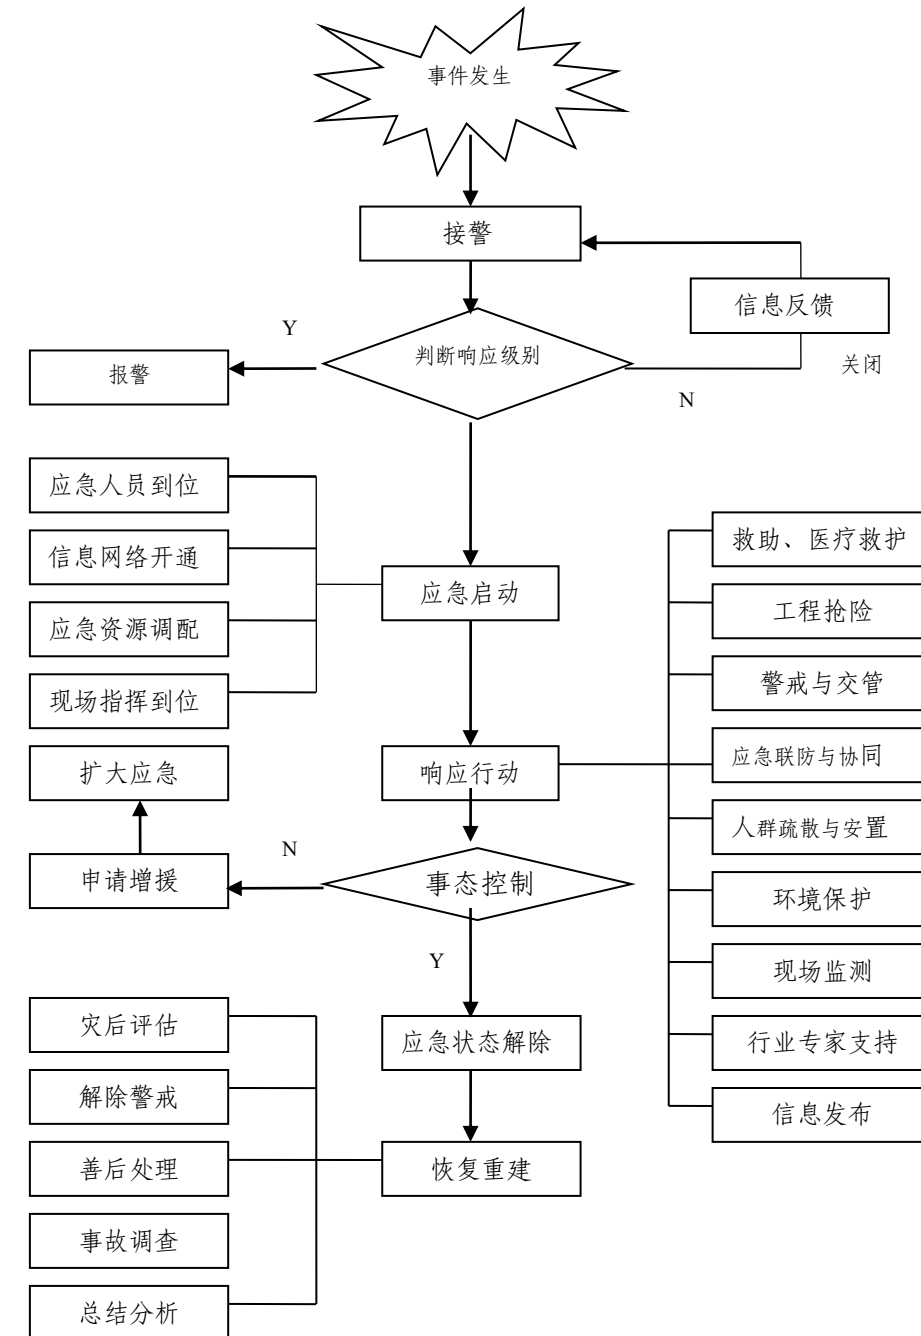 事件发生
接警
信息反馈
Y
判断响应级别
报警
关闭
N
应急人员到位
信息网络开通
应急资源调配
现场指挥到位
应急启动
救助、医疗救护
工程抢险
警戒与交管
应急联防与协同
人群疏散与安置
环境保护
现场监测
行业专家支持
信息发布
扩大应急
响应行动
N
申请增援
事态控制
Y
应急状态解除
灾后评估
解除警戒
善后处理
事故调查
总结分析
恢复重建